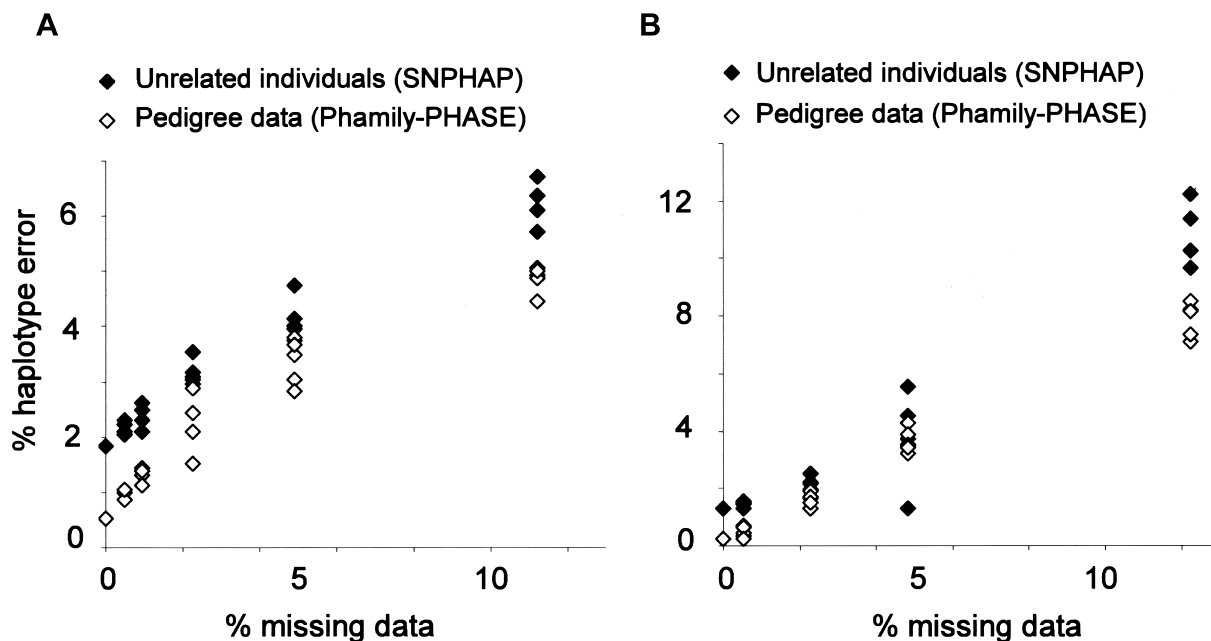 A
Unrelated individuals (SNPHAP)
Pedigree data (Phamily-PHASE)
% haplotype error
6
4
2
0
0
5
10
% missing data
B
Unrelated individuals (SNPHAP)
Pedigree data (Phamily-PHASE)
12
8
4
0
0
5
10
% missing data